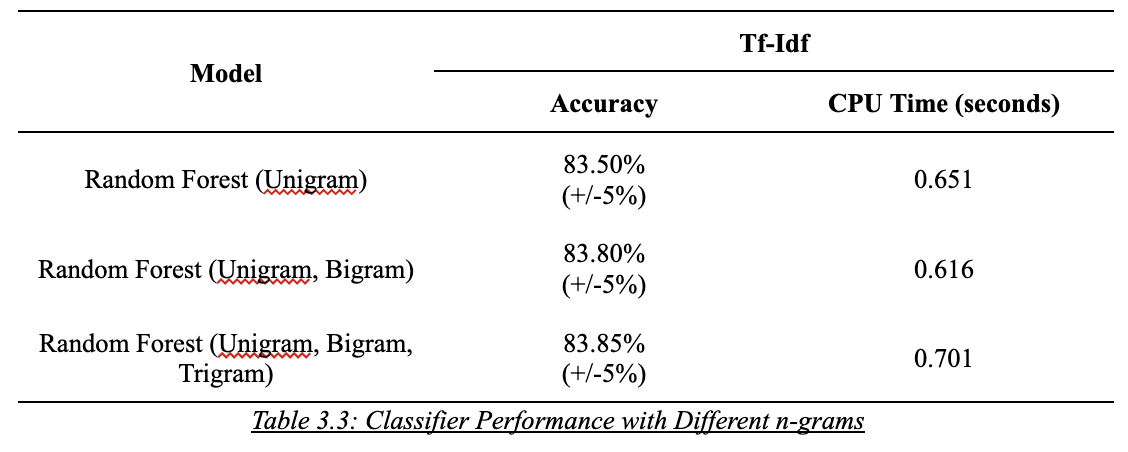 Tf-Idf
Model
Accuracy CPU Time (seconds)
Random Forest (Unigram) 83.50% (+/-5%) 0.651
Random Forest (Unigram, Bigram) 83.80% (+/-5%) 0.616
Random Forest (Unigram, Bigram, Trigram) 83.85% (+/-5%) 0.701
Table 3.3: Classifier Performance with Different n-grams